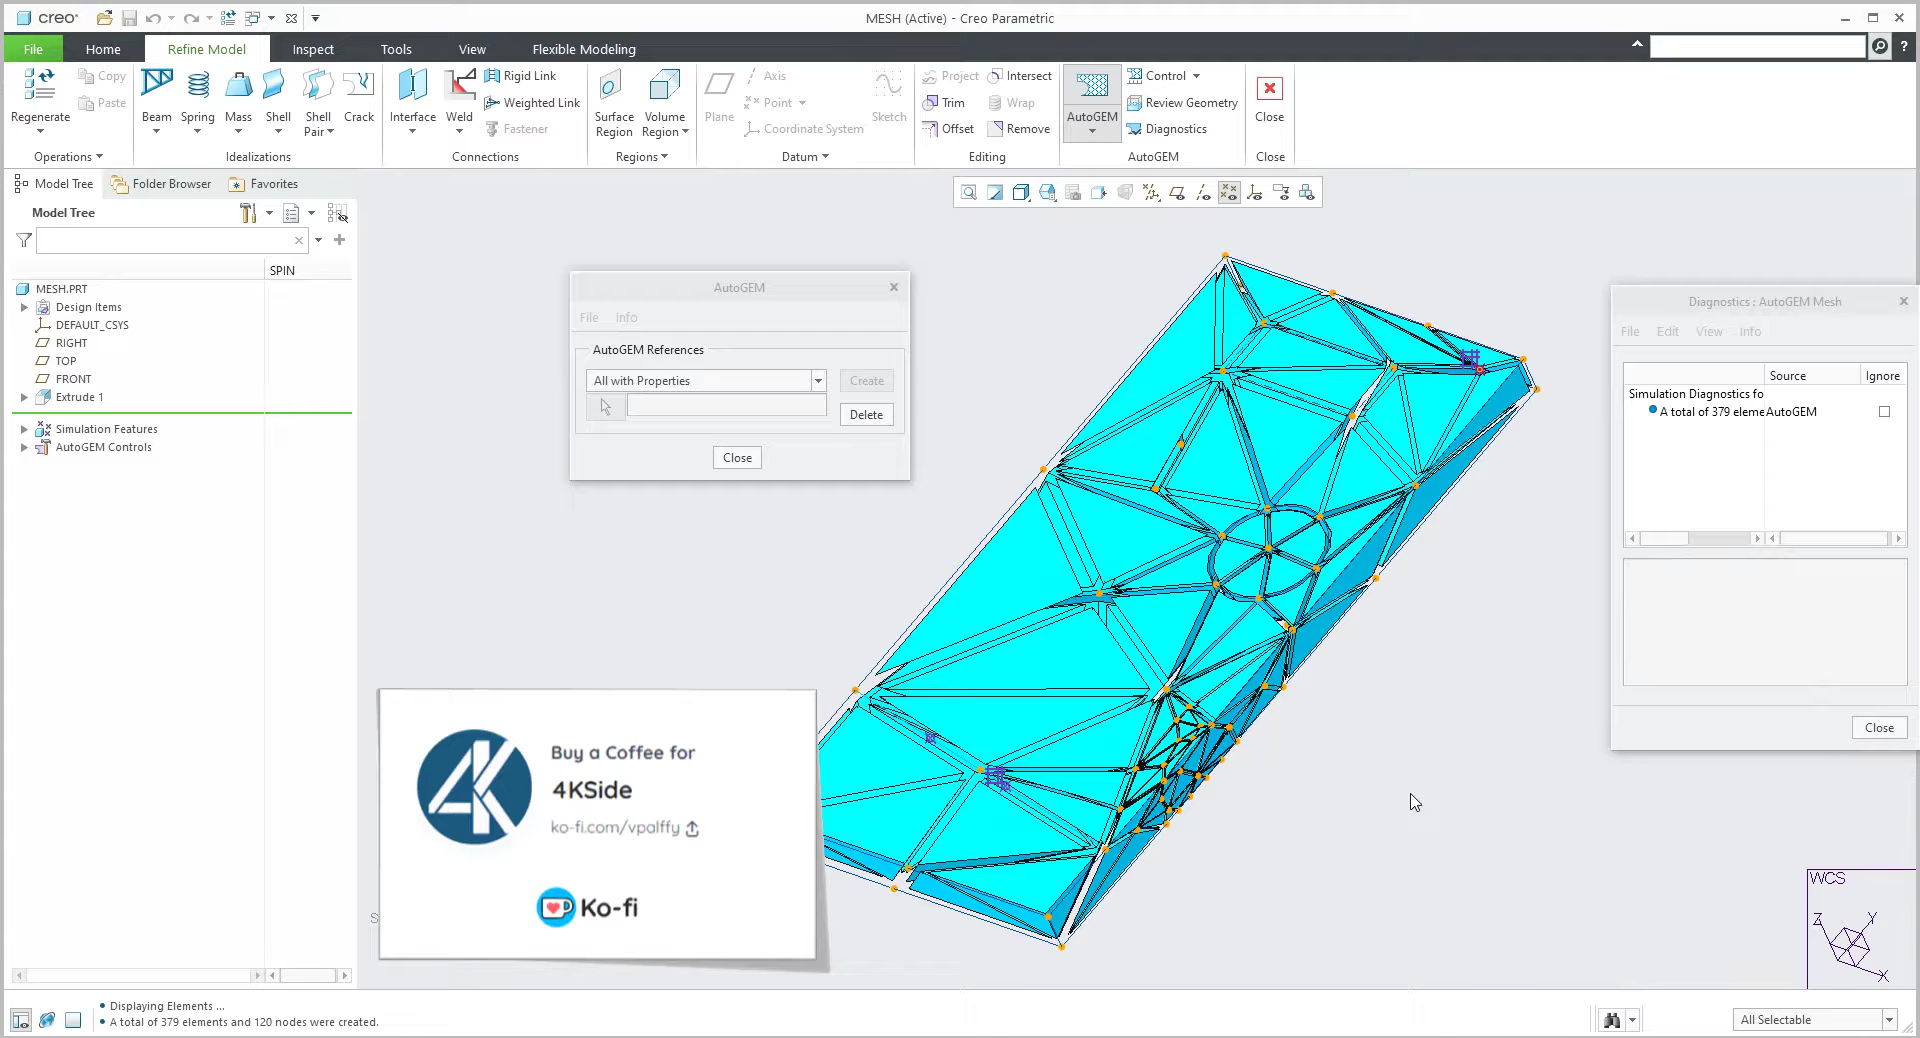 creo
MESH (Active) - Creo Parametric
File
Home
Refine Model
Inspect
Tools
View
Flexible Modeling
?
Regenerate
Copy
Paste
Operations
Beam
Spring
Mass
Shell
Shell Pair
Crack
Idealizations
Interface
Weld
Rigid Link
Weighted Link
Fastener
Connections
Surface Region
Volume Region
Regions
Plane
Axis
Point
Coordinate System
Sketch
Datum
Project
Intersect
Trim
Wrap
Offset
Remove
Editing
AutoGEM
Control
Review Geometry
Diagnostics
AutoGEM
Close
Close
Model Tree
Folder Browser
Favorites
Model Tree
SPIN
MESH.PRT
Design Items
DEFAULT_CSYS
RIGHT
TOP
FRONT
Extrude 1
Simulation Features
AutoGEM Controls
AutoGEM
File
Info
AutoGEM References
All with Properties
Create
Delete
Close
Diagnostics : AutoGEM Mesh
File
Edit
View
Info
Source
Ignore
Simulation Diagnostics fo
A total of 379 eleme
AutoGEM
Close
4K
Buy a Coffee for
4KSide
ko-fi.com/vpalffy
Ko-fi
S
WCS
Z
Y
X
• Displaying Elements ...
• A total of 379 elements and 120 nodes were created.
All Selectable